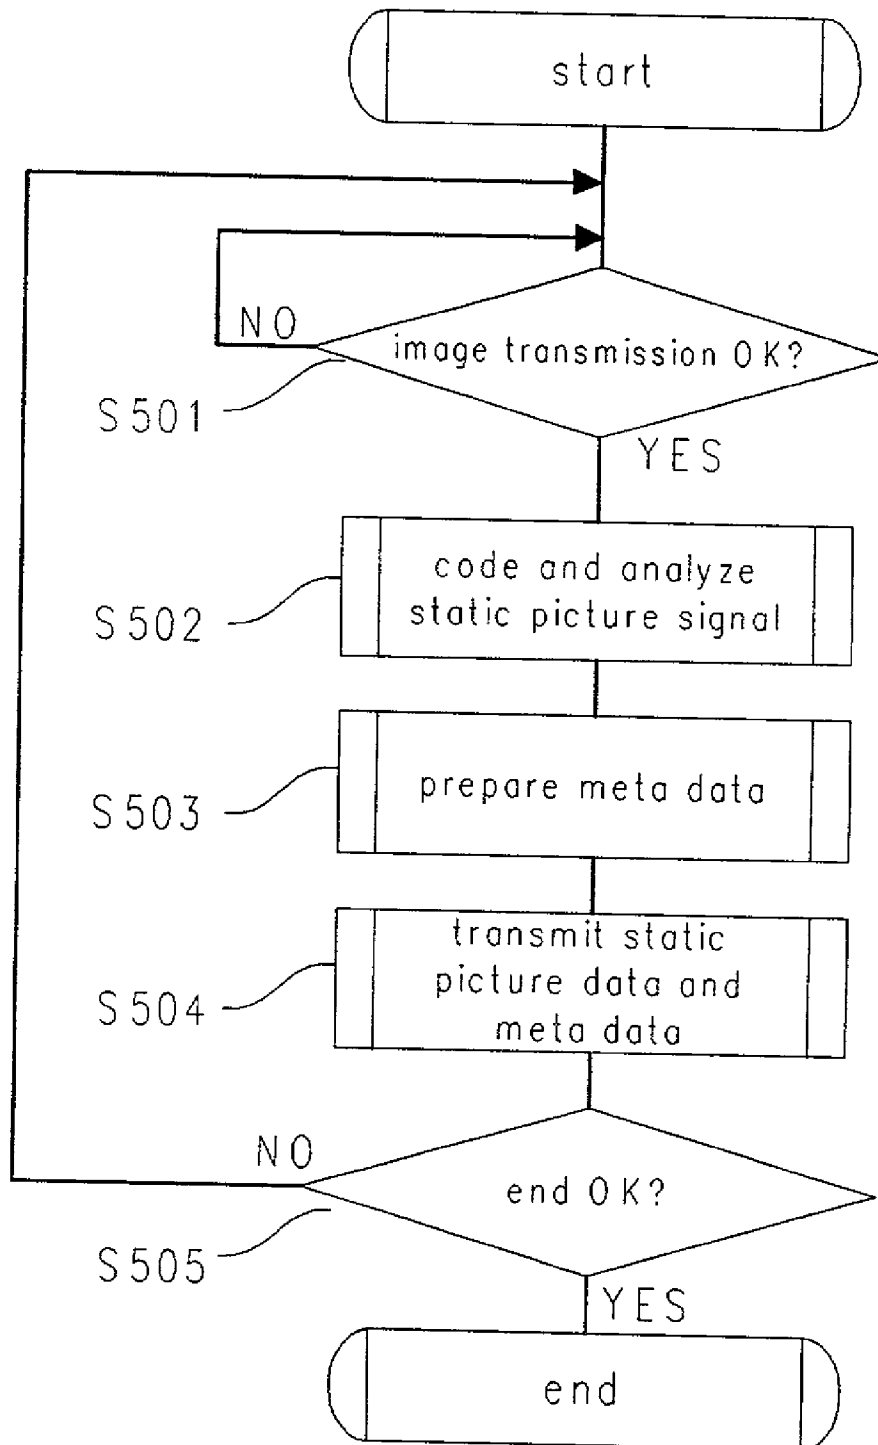 start
NO
image transmission OK?
S501
YES
code and analyze
static picture signal
S502
prepare meta data
S503
transmit static
picture data and
meta data
S504
NO
end OK?
S505
YES
end